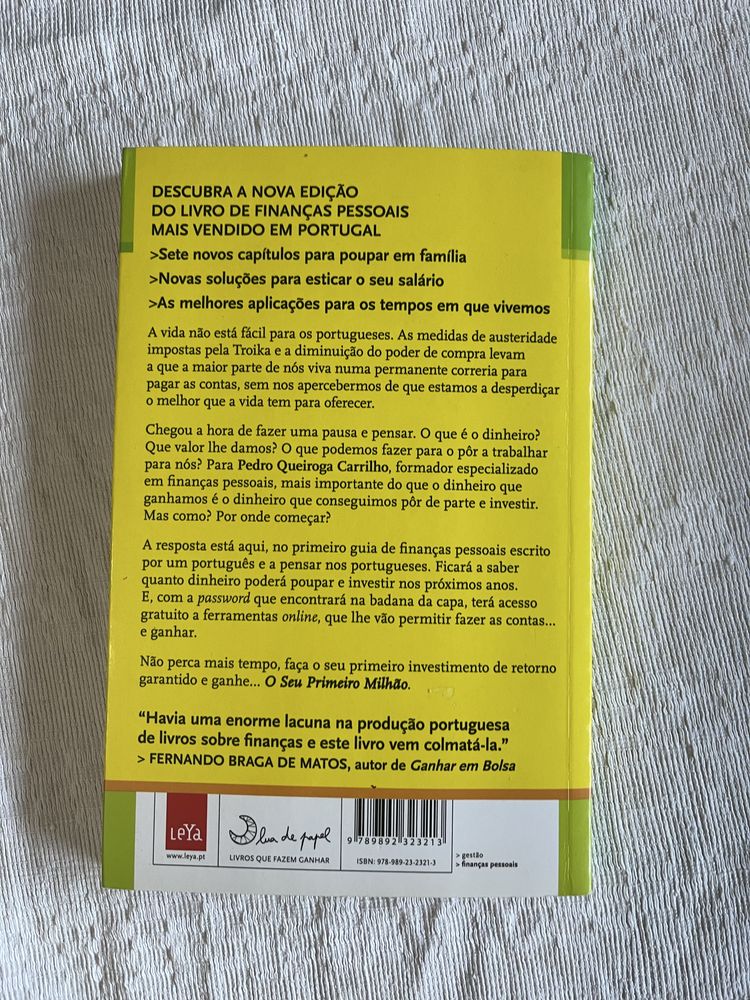 DESCUBRA A NOVA EDIÇÃO
DO LIVRO DE FINANÇAS PESSOAIS
MAIS VENDIDO EM PORTUGAL
>Sete novos capítulos para poupar em família
>Novas soluções para esticar o seu salário
>As melhores aplicações para os tempos em que vivemos
A vida não está fácil para os portugueses. As medidas de austeridade
impostas pela Troika e a diminuição do poder de compra levam
a que a maior parte de nós viva numa permanente correria para
pagar as contas, sem nos apercebermos de que estamos a desperdiçar
o melhor que a vida tem para oferecer.
Chegou a hora de fazer uma pausa e pensar. O que é o dinheiro?
Que valor lhe damos? O que podemos fazer para o pôr a trabalhar
para nós? Para Pedro Queiroga Carrilho, formador especializado
em finanças pessoais, mais importante do que o dinheiro que
ganhamos é o dinheiro que conseguimos pôr de parte e investir.
Mas como? Por onde começar?
A resposta está aqui, no primeiro guia de finanças pessoais escrito
por um português e a pensar nos portugueses. Ficará a saber
quanto dinheiro poderá poupar e investir nos próximos anos.
E, com a password que encontrará na badana da capa, terá acesso
gratuito a ferramentas online, que lhe vão permitir fazer as contas...
e ganhar.
Não perca mais tempo, faça o seu primeiro investimento de retorno
garantido e ganhe... O Seu Primeiro Milhão.
“Havia uma enorme lacuna na produção portuguesa
de livros sobre finanças e este livro vem colmatá-la.”
> FERNANDO BRAGA DE MATOS, autor de Ganhar em Bolsa
LeYa
www.leya.pt
lua de papel
LIVROS QUE FAZEM GANHAR
9 789892 323213
ISBN: 978-989-23-2321-3
> gestão
> finanças pessoais